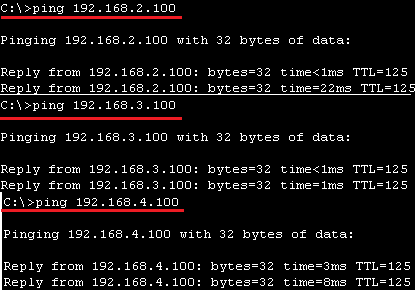 C:\>ping 192.168.2.100
Pinging 192.168.2.100 with 32 bytes of data:
Reply from 192.168.2.100: bytes=32 time<1ms TTL=125
Reply from 192.168.2.100: bytes=32 time=22ms TTL=125
C:\>ping 192.168.3.100
Pinging 192.168.3.100 with 32 bytes of data:
Reply from 192.168.3.100: bytes=32 time<1ms TTL=125
Reply from 192.168.3.100: bytes=32 time=1ms TTL=125
C:\>ping 192.168.4.100
Pinging 192.168.4.100 with 32 bytes of data:
Reply from 192.168.4.100: bytes=32 time=3ms TTL=125
Reply from 192.168.4.100: bytes=32 time=8ms TTL=125